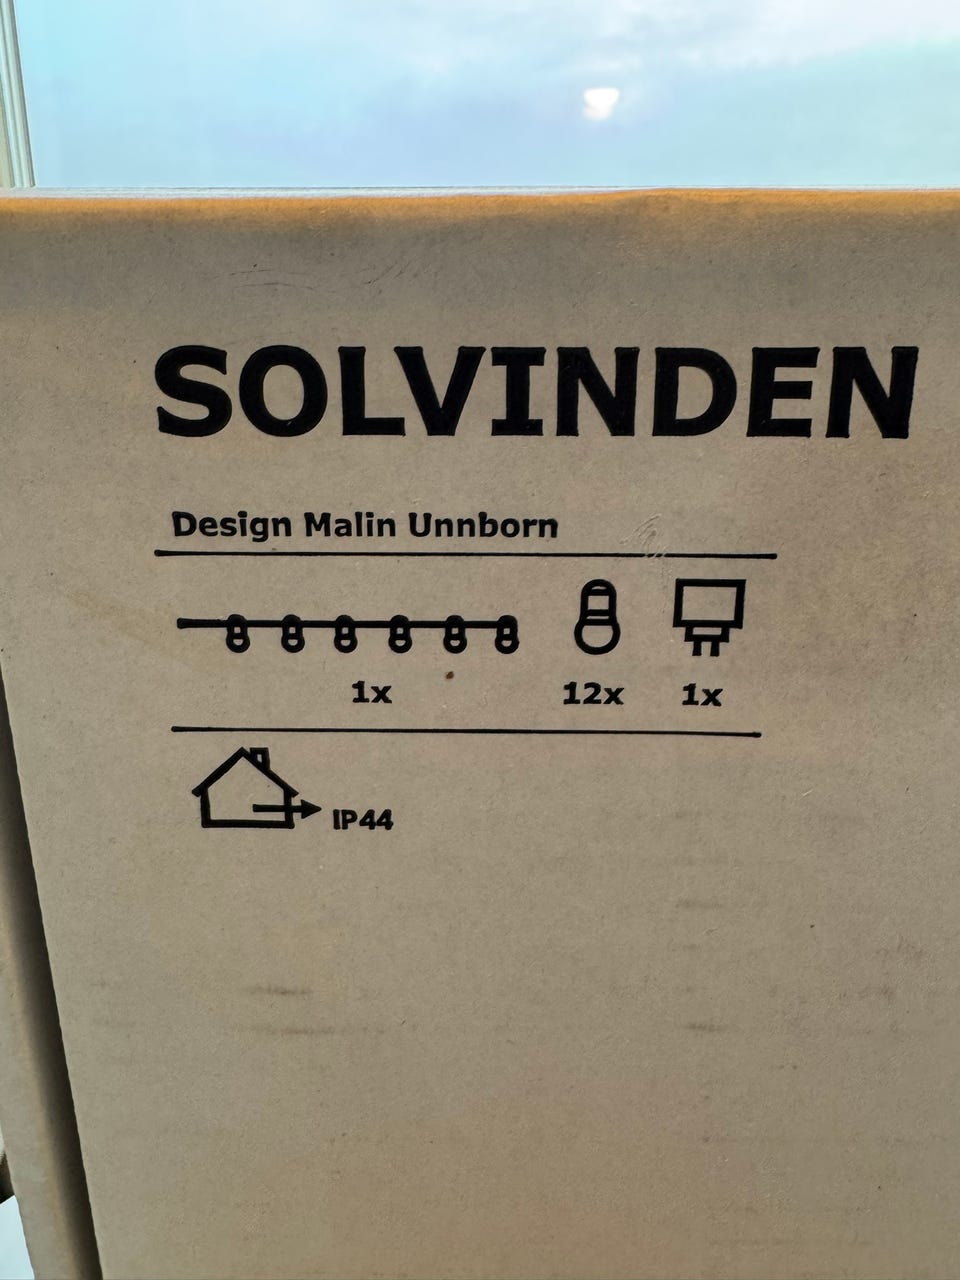 SOLVINDEN
Design Malin Unnborn
1x 12x 1x
IP44